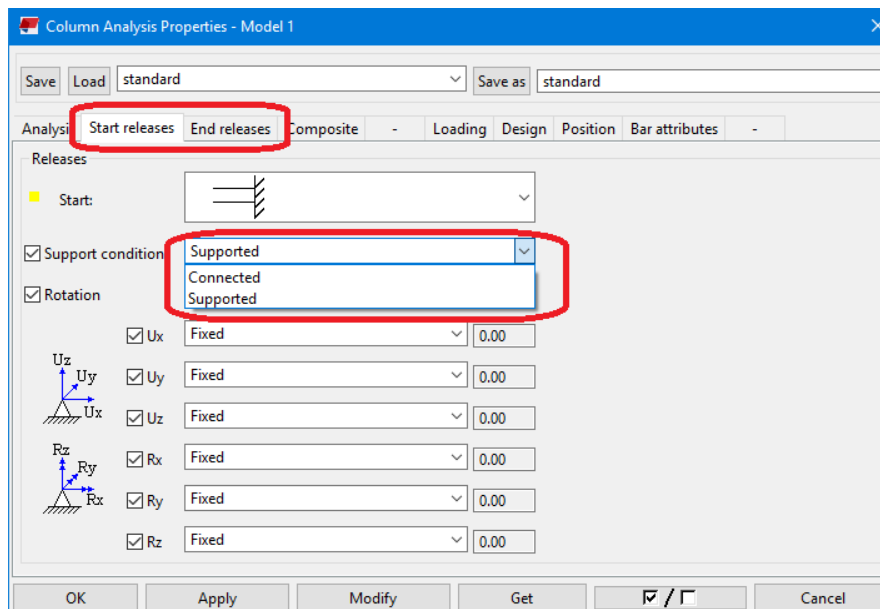 Column Analysis Properties - Model 1
Save Load standard Save as standard
Analysi Start releases End releases Composite - Loading Design Position Bar attributes -
Releases
Start:
Support condition Supported
Connected
Rotation Supported
Ux Fixed 0.00
Uz
Uy Uy Fixed 0.00
Ux Uz Fixed 0.00
Rz Rx Fixed 0.00
Ry
Rx Ry Fixed 0.00
Rz Fixed 0.00
OK Apply Modify Get / Cancel